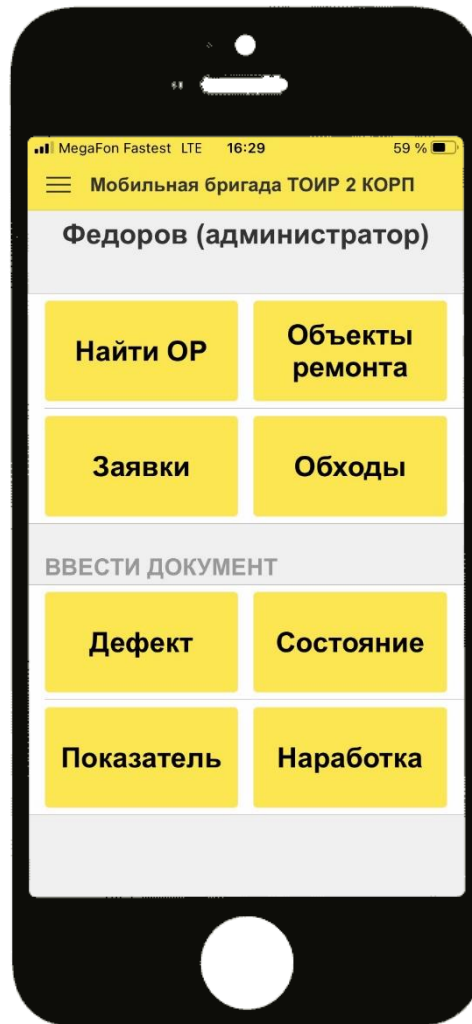 MegaFon Fastest LTE 16:29 59 %
Мобильная бригада ТОИР 2 КОРП
Федоров (администратор)
Найти ОР
Объекты
ремонта
Заявки
Обходы
ВВЕСТИ ДОКУМЕНТ
Дефект
Состояние
Показатель
Наработка